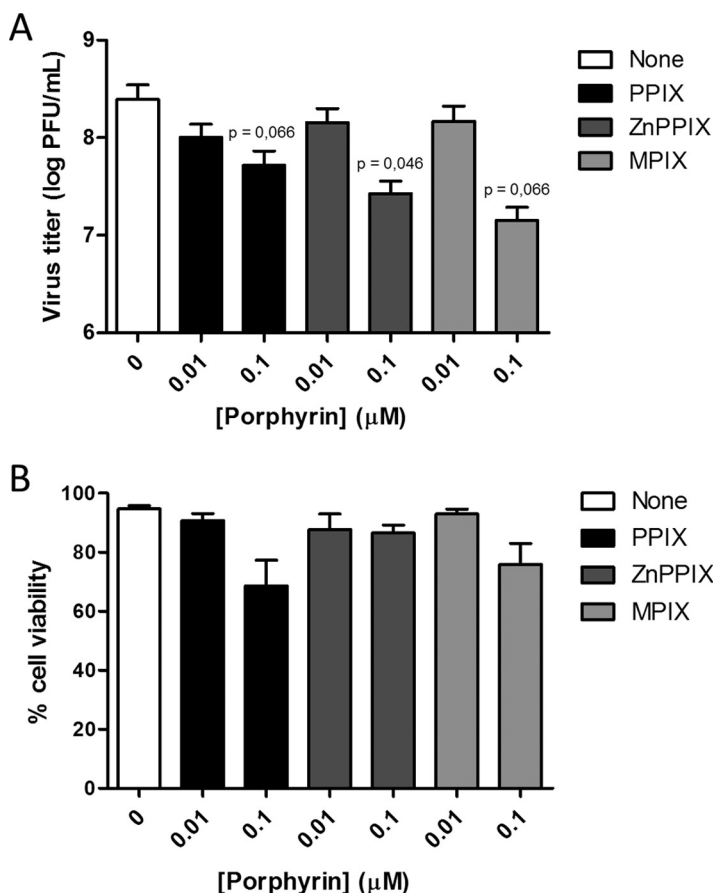 A
Virus titer (log PFU/mL)
9
8
7
6
p = 0,066
p = 0,046
p = 0,066
0
0.01
0.1
0.01
0.1
0.01
0.1
[Porphyrin] (μM)
None
PPIX
ZnPPIX
MPIX
B
% cell viability
100
80
60
40
20
0
0
0.01
0.1
0.01
0.1
0.01
0.1
[Porphyrin] (μM)
None
PPIX
ZnPPIX
MPIX